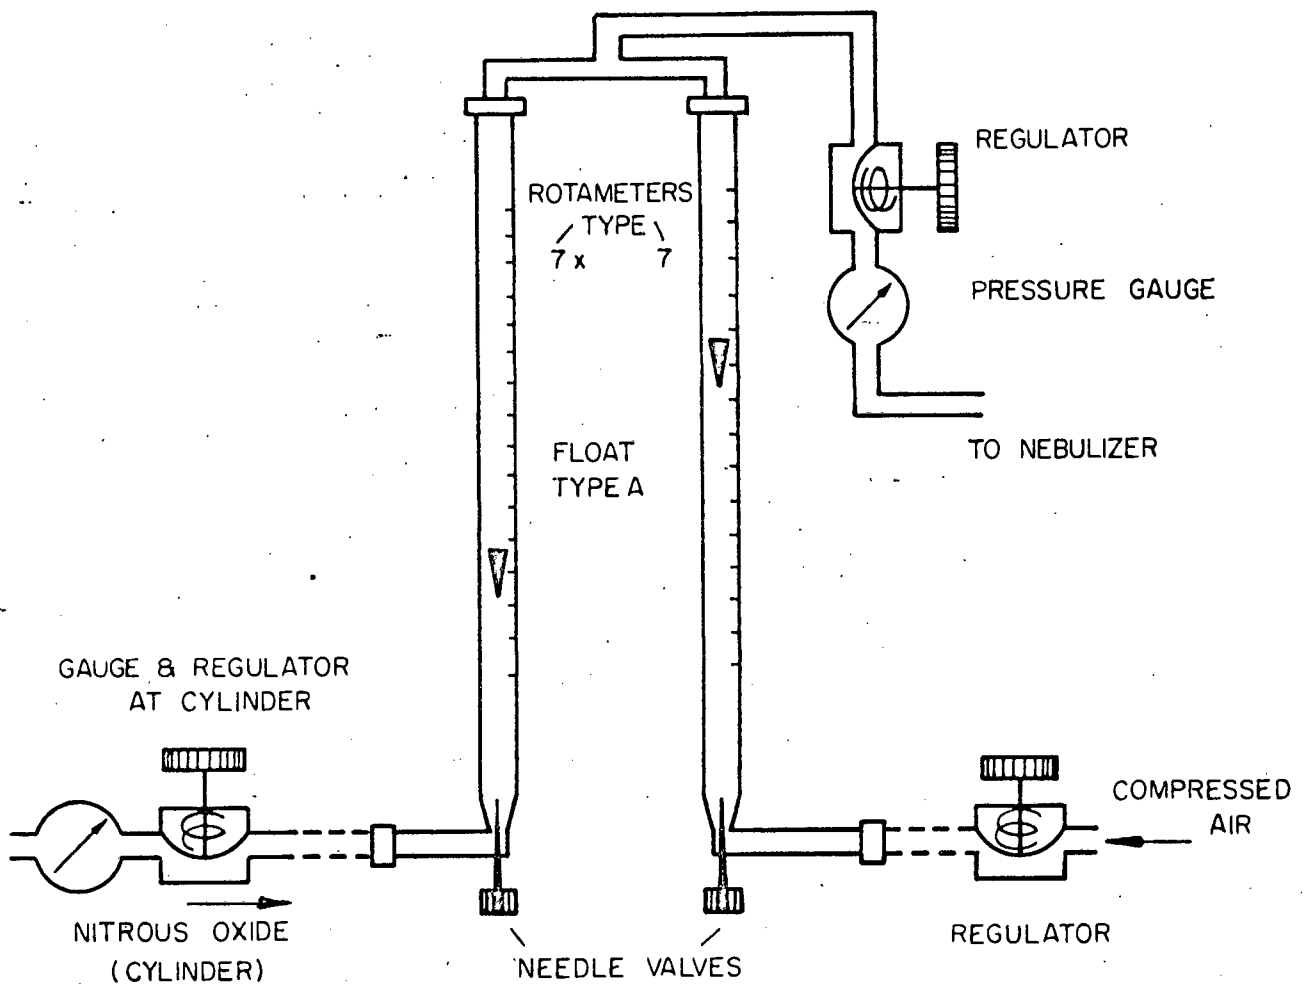 REGULATOR
ROTAMETERS
TYPE
7x 7
PRESSURE GAUGE
TO NEBULIZER
FLOAT
TYPE A
GAUGE & REGULATOR
AT CYLINDER
COMPRESSED
AIR
NITROUS OXIDE
(CYLINDER)
REGULATOR
NEEDLE VALVES